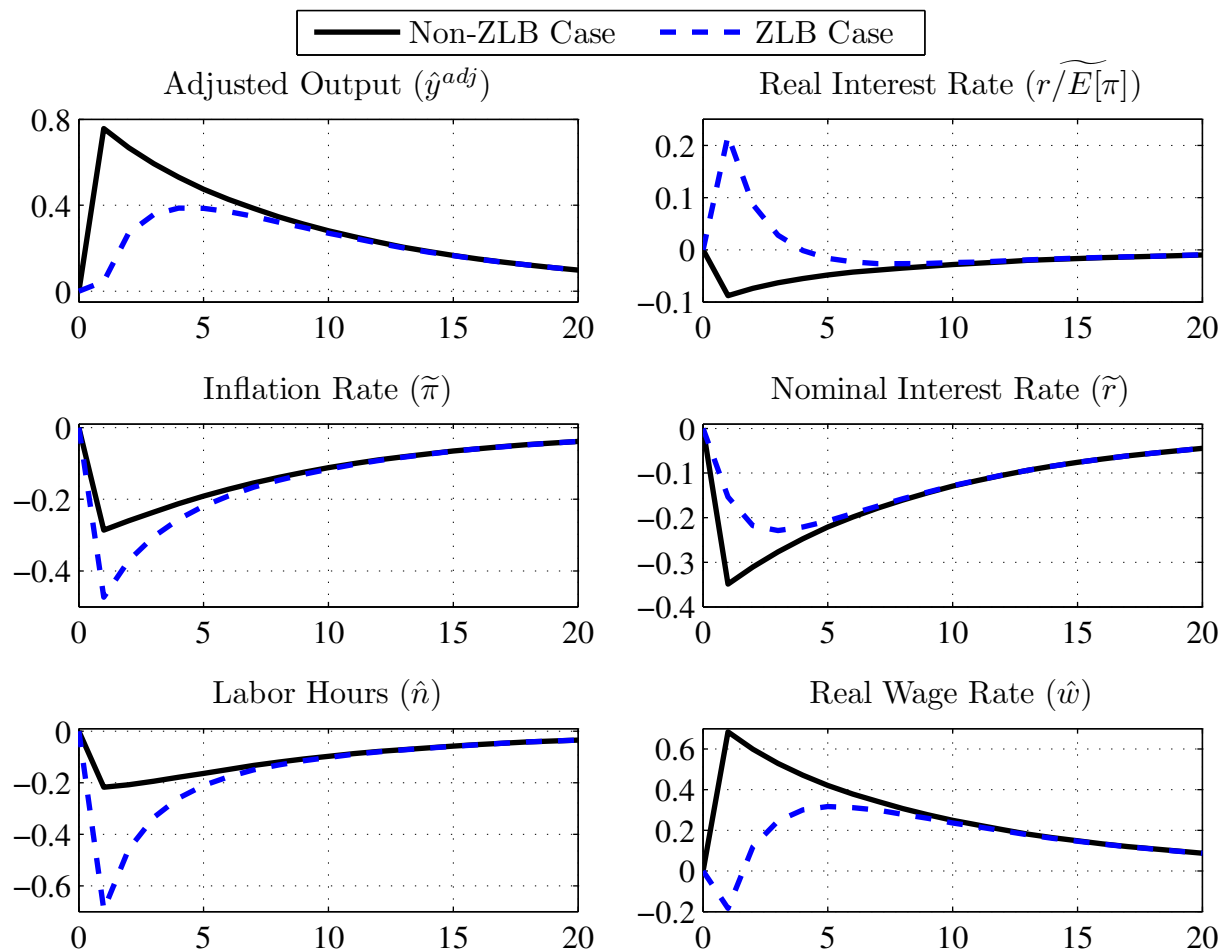 Non-ZLB Case ZLB Case
Adjusted Output (ŷ^{adj})
0.8
0.4
0
0 5 10 15 20
Real Interest Rate (\widetilde{r/E[π]})
0.2
0.1
0
−0.1
0 5 10 15 20
Inflation Rate (π̃)
0
−0.2
−0.4
0 5 10 15 20
Nominal Interest Rate (r̃)
0
−0.1
−0.2
−0.3
−0.4
0 5 10 15 20
Labor Hours (n̂)
0
−0.2
−0.4
−0.6
0 5 10 15 20
Real Wage Rate (ŵ)
0.6
0.4
0.2
0
−0.2
0 5 10 15 20